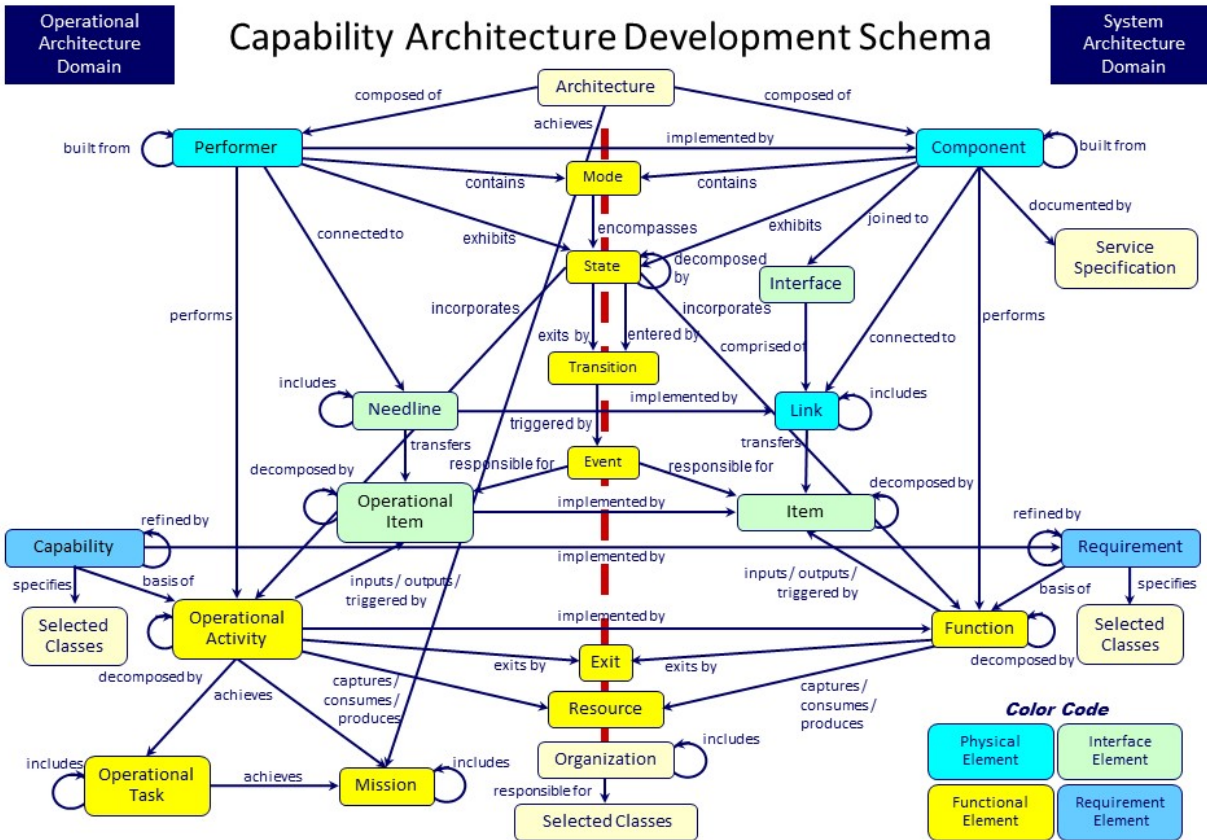 Operational
Architecture
Domain
Capability Architecture Development Schema
System
Architecture
Domain
Architecture
composed of
composed of
achieves
built from
Performer
implemented by
Component
built from
contains
Mode
contains
documented by
connected to
exhibits
encompasses
exhibits
joined to
Service
Specification
State
decomposed
by
Interface
performs
incorporates
incorporates
performs
exits by
entered by
comprised of
connected to
Transition
includes
implemented by
includes
Needline
Link
triggered by
transfers
transfers
decomposed by
responsible for
Event
responsible for
decomposed by
Operational
Item
implemented by
Item
refined by
refined by
Capability
implemented by
Requirement
specifies
basis of
inputs / outputs /
triggered by
inputs / outputs /
triggered by
basis of
specifies
Selected
Classes
Operational
Activity
implemented by
Function
Selected
Classes
exits by
Exit
exits by
decomposed by
decomposed by
achieves
captures /
consumes /
produces
Resource
captures /
consumes /
produces
Color Code
Physical
Element
Interface
Element
Functional
Element
Requirement
Element
includes
Organization
includes
Operational
Task
achieves
Mission
includes
responsible for
Selected Classes